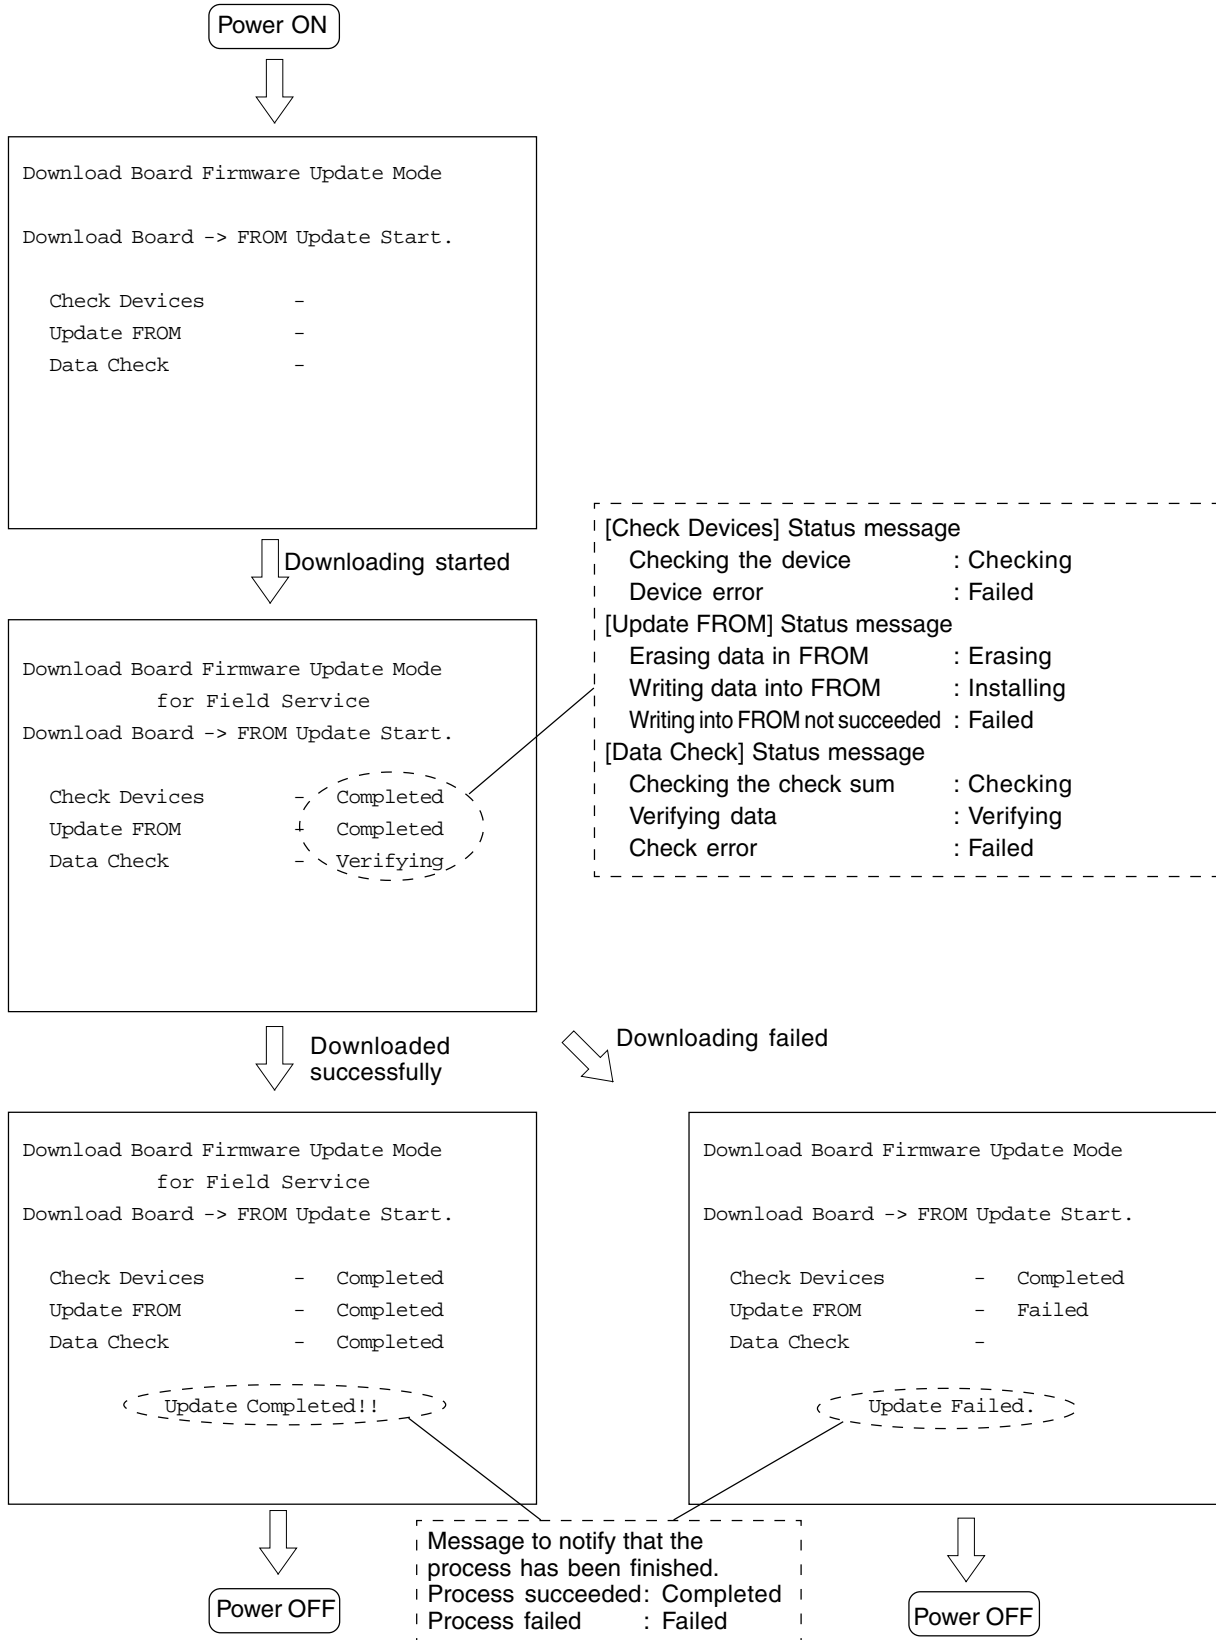 Power ON
Download Board Firmware Update Mode
Download Board -> FROM Update Start.
Check Devices -
Update FROM -
Data Check -
Downloading started
[Check Devices] Status message
Checking the device : Checking
Device error : Failed
[Update FROM] Status message
Erasing data in FROM : Erasing
Writing data into FROM : Installing
Writing into FROM not succeeded : Failed
[Data Check] Status message
Checking the check sum : Checking
Verifying data : Verifying
Check error : Failed
Download Board Firmware Update Mode
for Field Service
Download Board -> FROM Update Start.
Check Devices - Completed
Update FROM - Completed
Data Check - Verifying
Downloaded
successfully
Downloading failed
Download Board Firmware Update Mode
for Field Service
Download Board -> FROM Update Start.
Check Devices - Completed
Update FROM - Completed
Data Check - Completed
Update Completed!!
Download Board Firmware Update Mode
Download Board -> FROM Update Start.
Check Devices - Completed
Update FROM - Failed
Data Check -
Update Failed.
Message to notify that the
process has been finished.
Process succeeded: Completed
Process failed : Failed
Power OFF
Power OFF